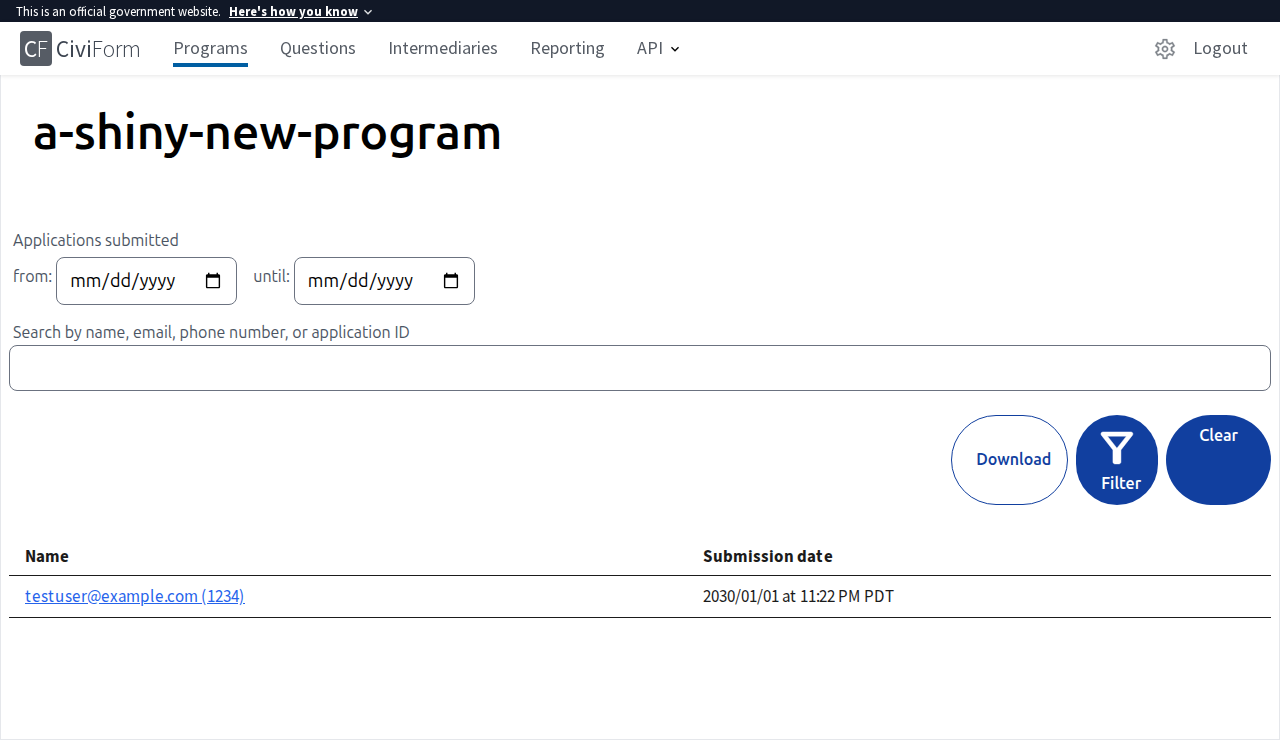 This is an official government website. Here's how you know
CF CiviForm Programs Questions Intermediaries Reporting API Logout
a-shiny-new-program
Applications submitted
from: mm/dd/yyyy until: mm/dd/yyyy
Search by name, email, phone number, or application ID
Download Filter Clear
Name Submission date
testuser@example.com (1234) 2030/01/01 at 11:22 PM PDT